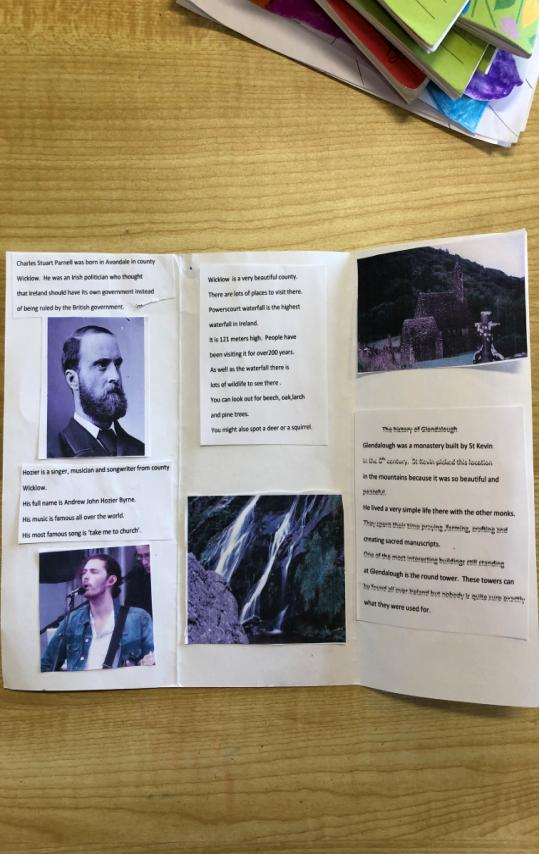 Charles Stuart Parnell was born in Avondale in county
Wicklow. He was an Irish politician who thought
that Ireland should have its own government instead
of being ruled by the British government.
Hozier is a singer, musician and songwriter from county
Wicklow.
His full name is Andrew John Hozier Byrne.
His music is famous all over the world.
His most famous song is 'take me to church'.
Wicklow is a very beautiful county.
There are lots of places to visit there.
Powerscourt waterfall is the highest
waterfall in Ireland.
It is 121 meters high. People have
been visiting it for over200 years.
As well as the waterfall there is
lots of wildlife to see there .
You can look out for beech, oak,larch
and pine trees.
You might also spot a deer or a squirrel.
The history of Glendalough
Glendalough was a monastery built by St Kevin
in the 6th century. St Kevin picked this location
in the mountains because it was so beautiful and
peaceful.
He lived a very simple life there with the other monks.
They spent their time praying, farming, crafting and
creating sacred manuscripts.
One of the most interesting buildings still standing
at Glendalough is the round tower. These towers can
be found all over Ireland but nobody is quite sure exactly
what they were used for.